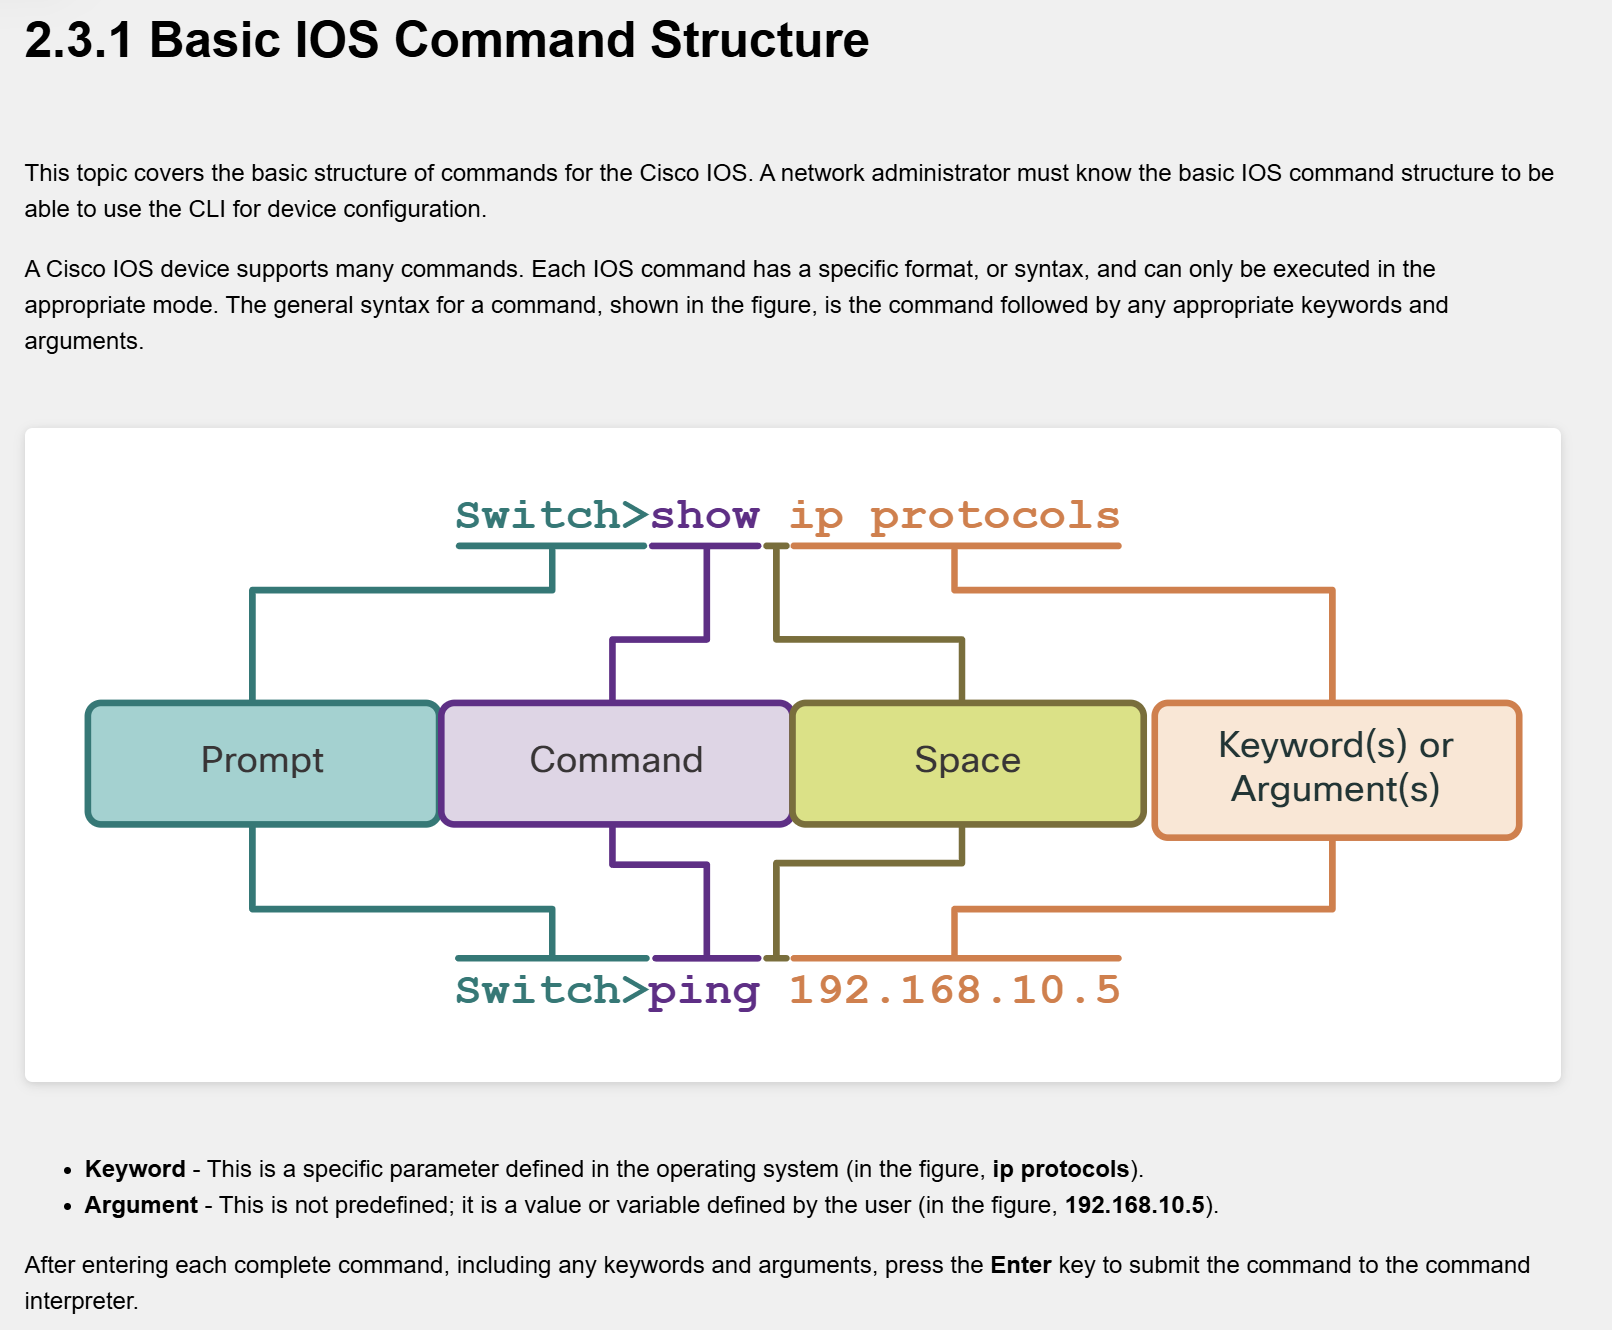 2.3.1 Basic IOS Command Structure
This topic covers the basic structure of commands for the Cisco IOS. A network administrator must know the basic IOS command structure to be
able to use the CLI for device configuration.
A Cisco IOS device supports many commands. Each IOS command has a specific format, or syntax, and can only be executed in the
appropriate mode. The general syntax for a command, shown in the figure, is the command followed by any appropriate keywords and
arguments.
Switch>show ip protocols
Prompt
Command
Space
Keyword(s) or
Argument(s)
Switch>ping 192.168.10.5
• Keyword - This is a specific parameter defined in the operating system (in the figure, ip protocols).
• Argument - This is not predefined; it is a value or variable defined by the user (in the figure, 192.168.10.5).
After entering each complete command, including any keywords and arguments, press the Enter key to submit the command to the command
interpreter.